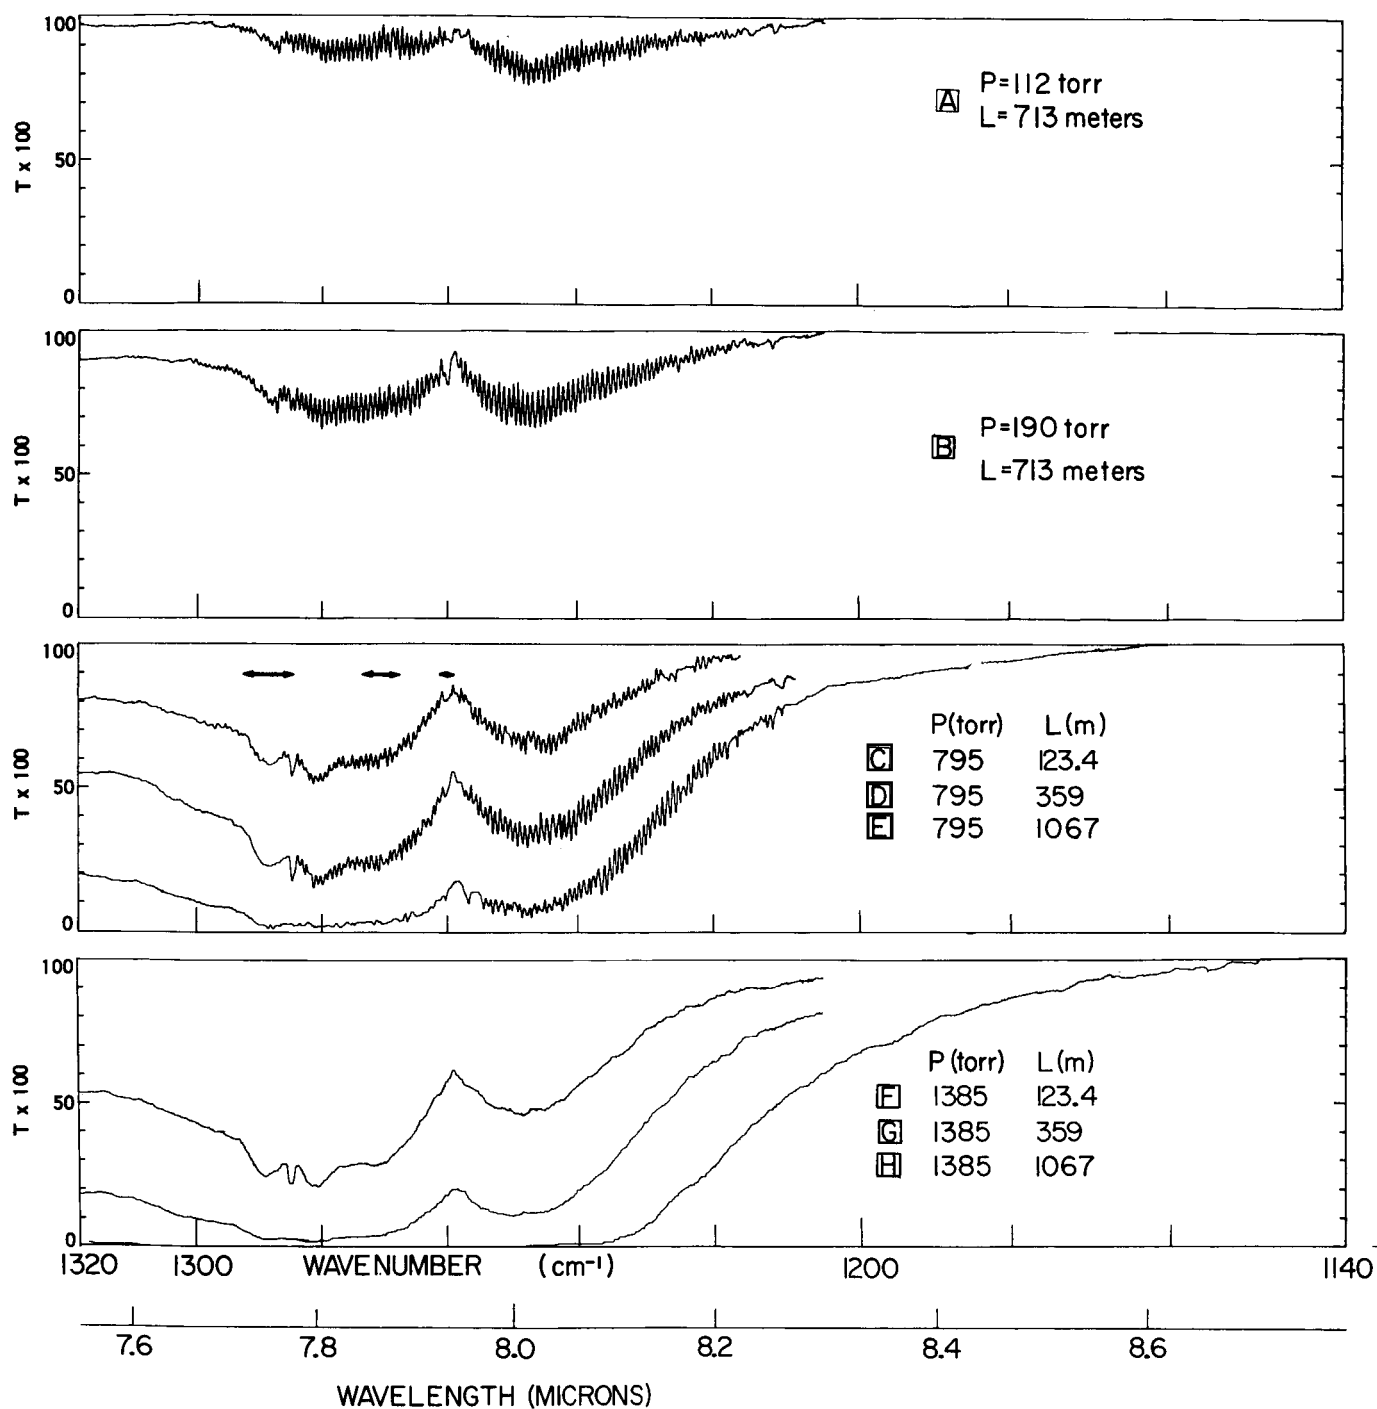 100
T x 100
50
0
A
P=112 torr
L=713 meters
100
T x 100
50
0
B
P=190 torr
L=713 meters
100
T x 100
50
0
P(torr) L(m)
C 795 123.4
D 795 359
E 795 1067
100
T x 100
50
0
P(torr) L(m)
F 1385 123.4
G 1385 359
H 1385 1067
1320 1300 WAVENUMBER (cm⁻¹) 1200 1140
7.6 7.8 8.0 8.2 8.4 8.6
WAVELENGTH (MICRONS)